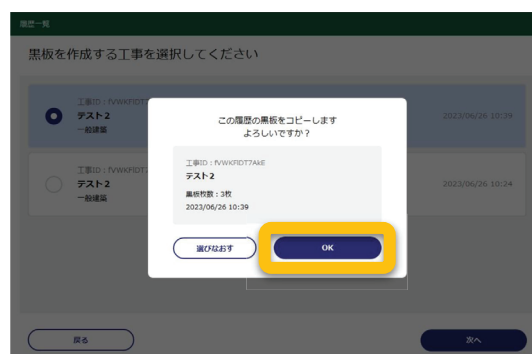 履歴一覧
黒板を作成する工事を選択してください
工事ID：fVWKFIDT
テスト2
一般建築
2023/06/26 10:39
工事ID：fVWKFIDT
テスト2
一般建築
2023/06/26 10:24
この履歴の黒板をコピーします
よろしいですか？
工事ID：fVWKFIDT7AkE
テスト2
黒板枚数：3枚
2023/06/26 10:39
選びなおす
OK
戻る
次へ